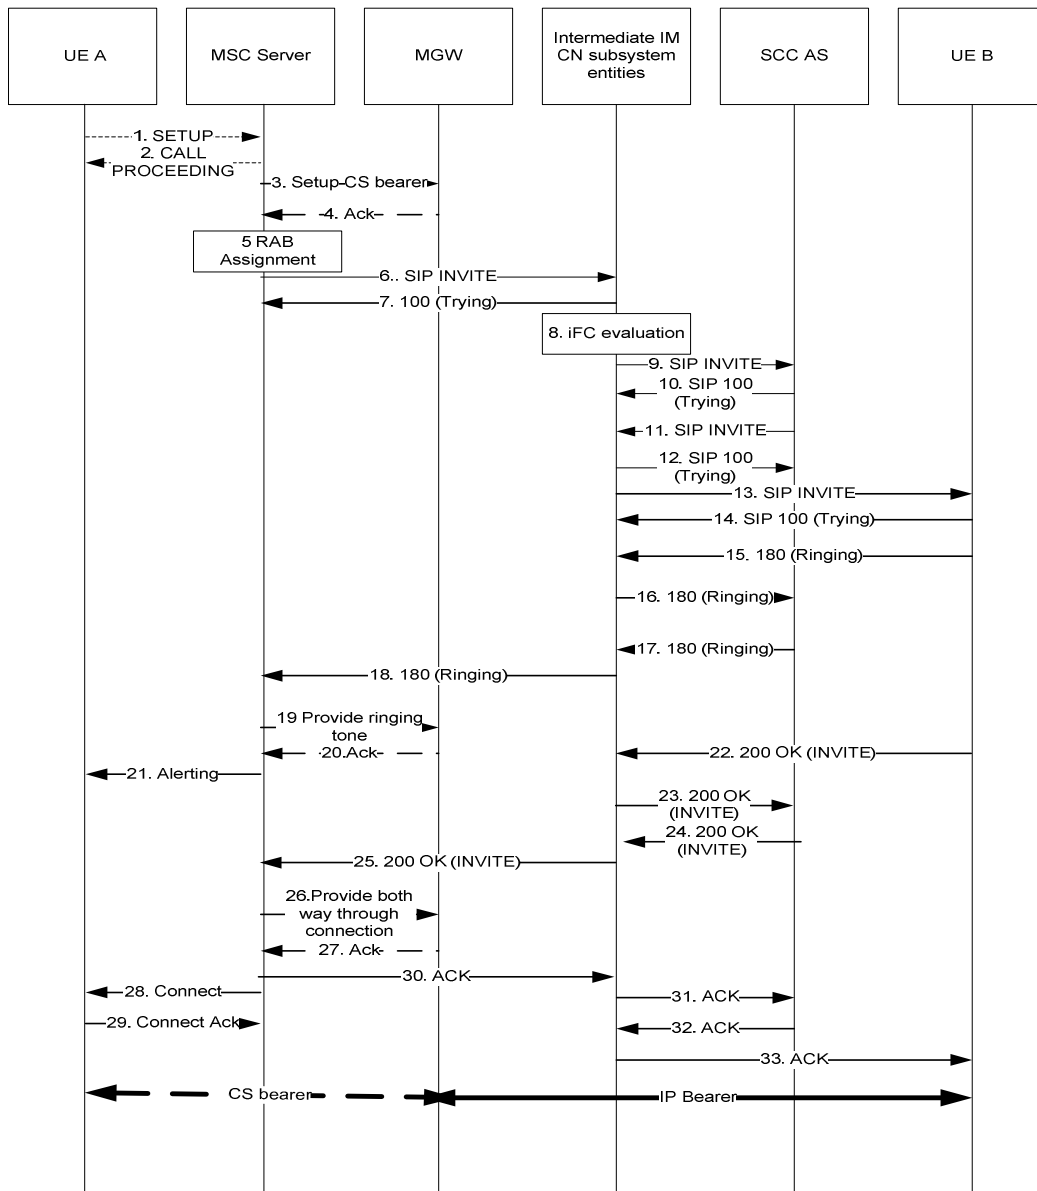 UE A
MSC Server
MGW
Intermediate IM
CN subsystem
entities
SCC AS
UE B
1. SETUP
2. CALL
PROCEEDING
3. Setup CS bearer
4. Ack
5 RAB
Assignment
6.. SIP INVITE
7. 100 (Trying)
8. iFC evaluation
9. SIP INVITE
10. SIP 100
(Trying)
11. SIP INVITE
12. SIP 100
(Trying)
13. SIP INVITE
14. SIP 100 (Trying)
15. 180 (Ringing)
16. 180 (Ringing)
17. 180 (Ringing)
18. 180 (Ringing)
19 Provide ringing
tone
20.Ack
22. 200 OK (INVITE)
21. Alerting
23. 200 OK
(INVITE)
24. 200 OK
(INVITE)
25. 200 OK (INVITE)
26.Provide both
way through
connection
27. Ack
30. ACK
28. Connect
31. ACK
29. Connect Ack
32. ACK
33. ACK
CS bearer
IP Bearer